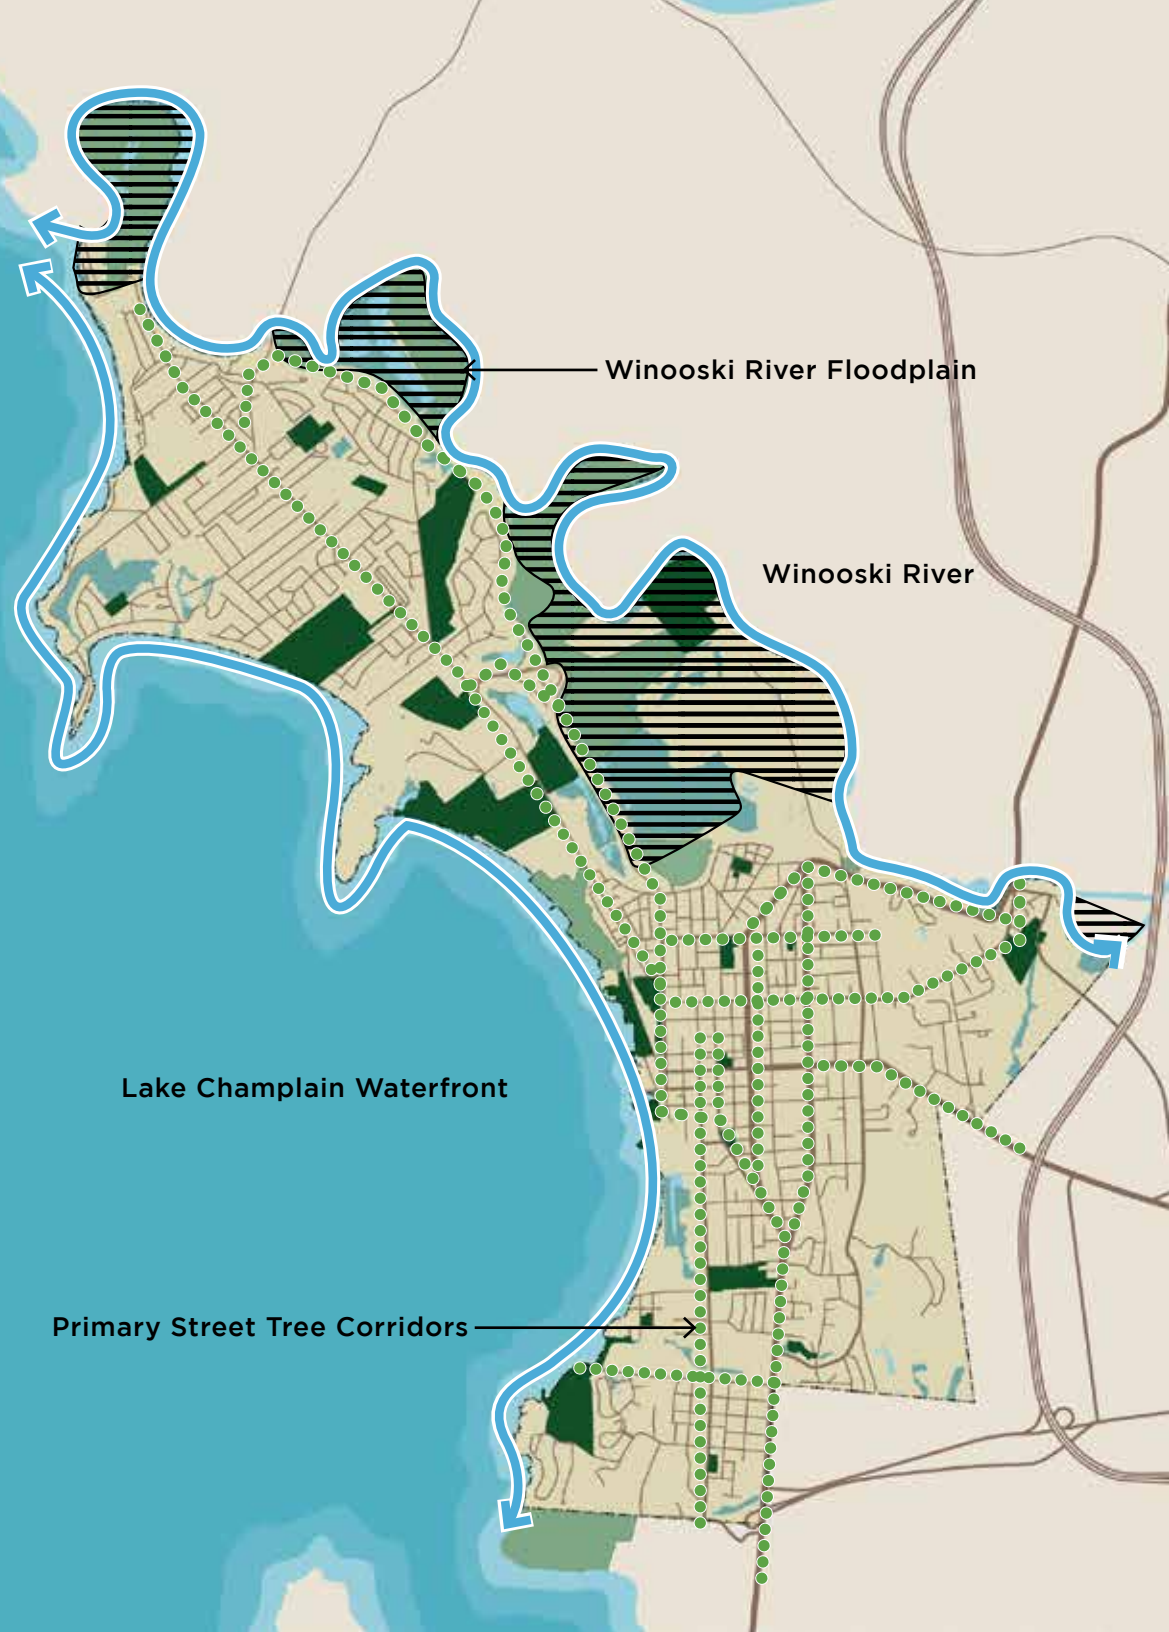 Winooski River Floodplain
Winooski River
Lake Champlain Waterfront
Primary Street Tree Corridors